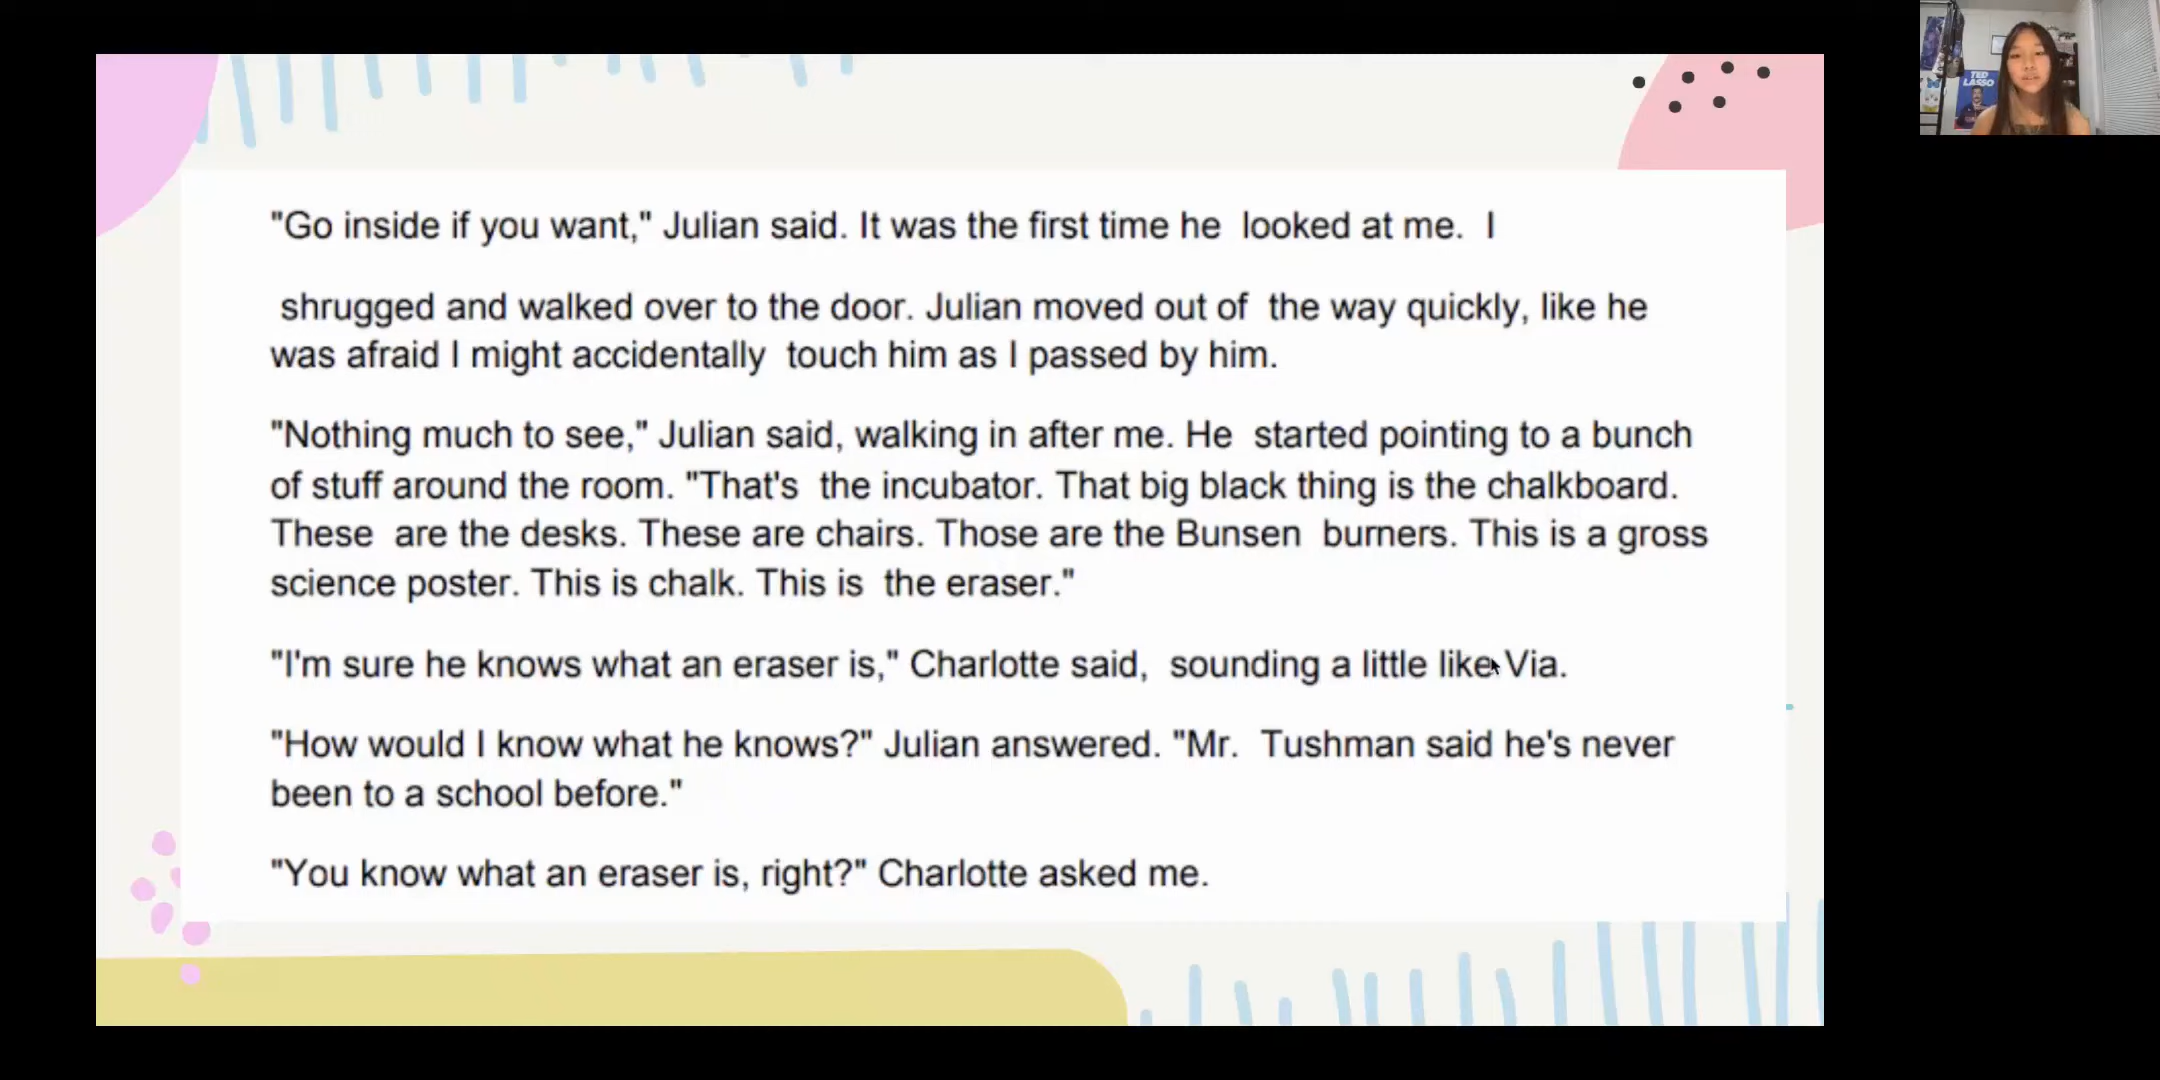 "Go inside if you want," Julian said. It was the first time he looked at me. I
shrugged and walked over to the door. Julian moved out of the way quickly, like he
was afraid I might accidentally touch him as I passed by him.
"Nothing much to see," Julian said, walking in after me. He started pointing to a bunch
of stuff around the room. "That's the incubator. That big black thing is the chalkboard.
These are the desks. These are chairs. Those are the Bunsen burners. This is a gross
science poster. This is chalk. This is the eraser."
"I'm sure he knows what an eraser is," Charlotte said, sounding a little like Via.
"How would I know what he knows?" Julian answered. "Mr. Tushman said he's never
been to a school before."
"You know what an eraser is, right?" Charlotte asked me.
TED
LASSO